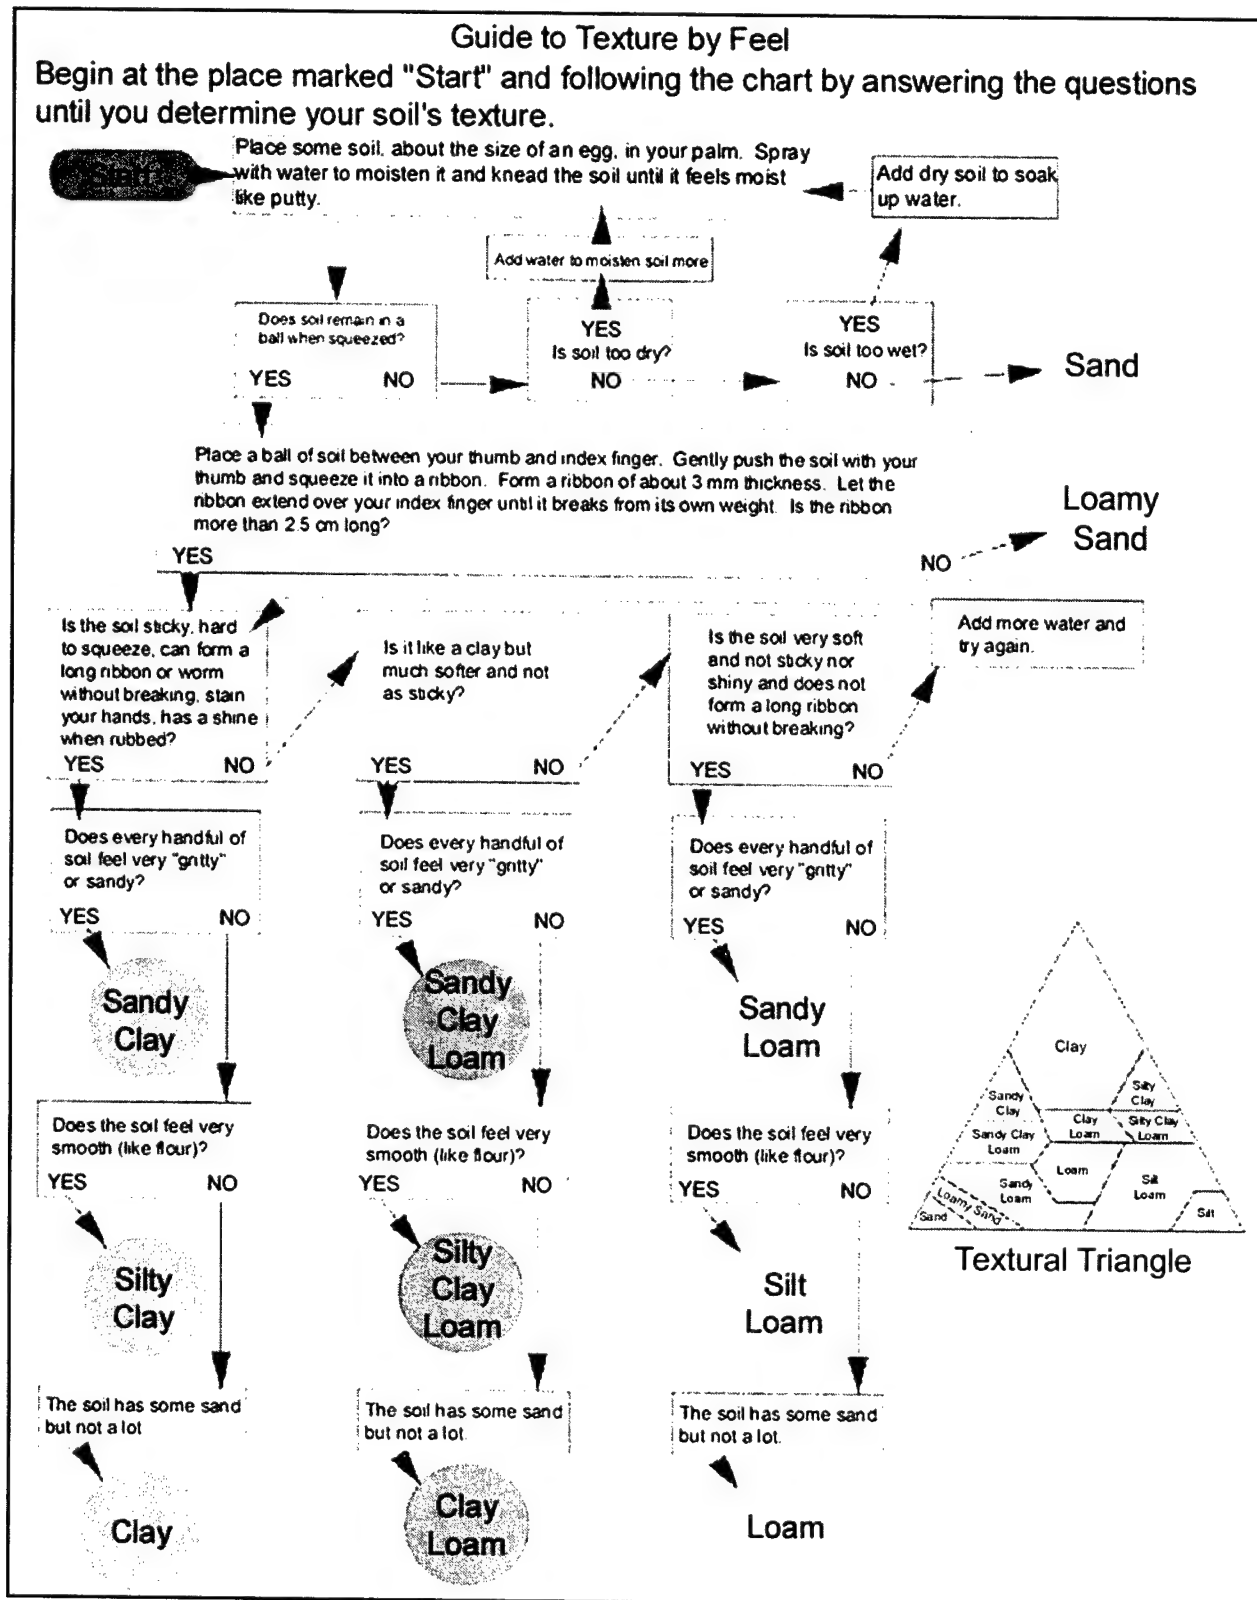 Guide to Texture by Feel
Begin at the place marked "Start" and following the chart by answering the questions
until you determine your soil's texture.
Start
Place some soil, about the size of an egg, in your palm. Spray
with water to moisten it and knead the soil until it feels moist
like putty.
Add dry soil to soak
up water.
Add water to moisten soil more
Does soil remain in a
ball when squeezed?
YES NO
YES
Is soil too dry?
NO
YES
Is soil too wet?
NO
Sand
Place a ball of soil between your thumb and index finger. Gently push the soil with your
thumb and squeeze it into a ribbon. Form a ribbon of about 3 mm thickness. Let the
ribbon extend over your index finger until it breaks from its own weight. Is the ribbon
more than 2.5 cm long?
YES
NO
Loamy
Sand
Is the soil sticky, hard
to squeeze, can form a
long ribbon or worm
without breaking, stain
your hands, has a shine
when rubbed?
YES NO
Is it like a clay but
much softer and not
as sticky?
YES NO
Is the soil very soft
and not sticky nor
shiny and does not
form a long ribbon
without breaking?
YES NO
Add more water and
try again.
Does every handful of
soil feel very "gritty"
or sandy?
YES NO
Does every handful of
soil feel very "gritty"
or sandy?
YES NO
Does every handful of
soil feel very "gritty"
or sandy?
YES NO
Sandy
Clay
Sandy
Clay
Loam
Sandy
Loam
Does the soil feel very
smooth (like flour)?
YES NO
Does the soil feel very
smooth (like flour)?
YES NO
Does the soil feel very
smooth (like flour)?
YES NO
Silty
Clay
Silty
Clay
Loam
Silt
Loam
The soil has some sand
but not a lot
The soil has some sand
but not a lot.
The soil has some sand
but not a lot.
Clay
Clay
Loam
Loam
Clay
Sandy
Clay
Silty
Clay
Sandy Clay
Loam
Clay
Loam
Silty Clay
Loam
Loam
Sandy
Loam
Silt
Loam
Loamy Sand
Sand
Silt
Textural Triangle